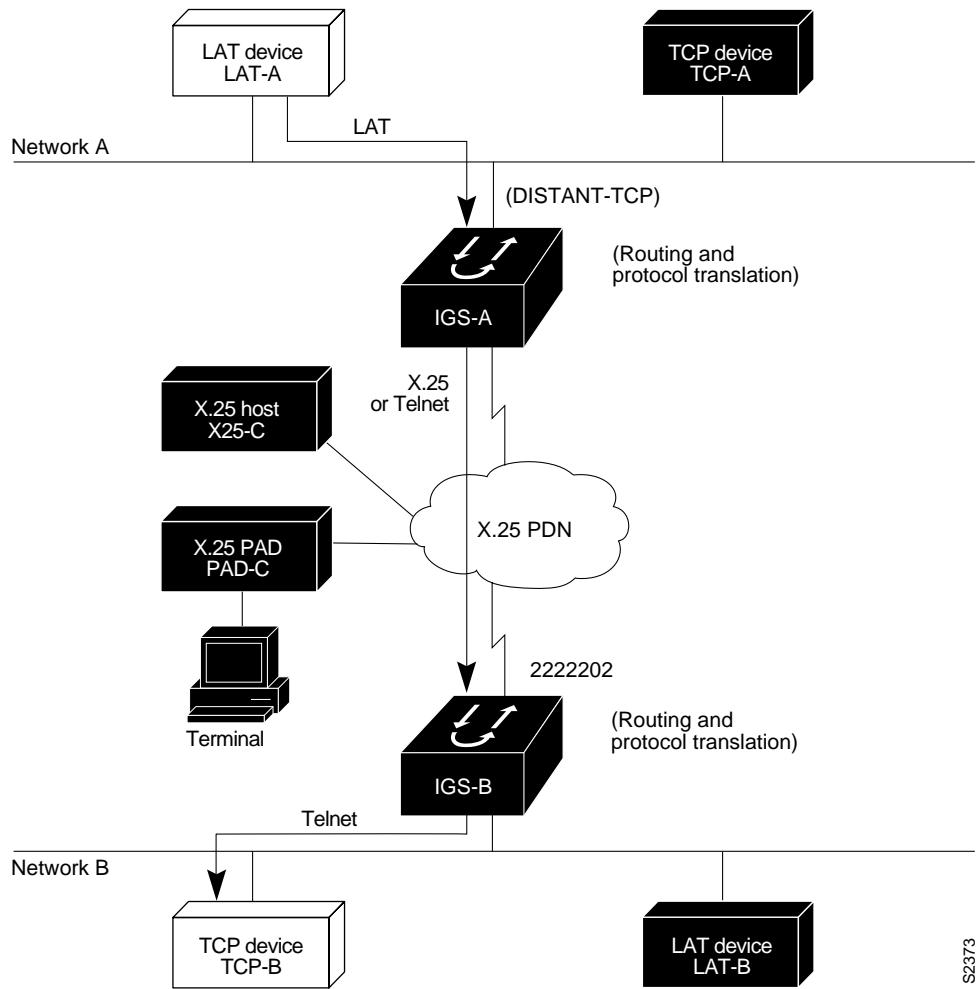 LAT device
LAT-A
TCP device
TCP-A
LAT
Network A
(DISTANT-TCP)
(Routing and
protocol translation)
IGS-A
X.25
or Telnet
X.25 host
X25-C
X.25 PDN
X.25 PAD
PAD-C
2222202
Terminal
(Routing and
protocol translation)
IGS-B
Telnet
Network B
TCP device
TCP-B
LAT device
LAT-B
S2373